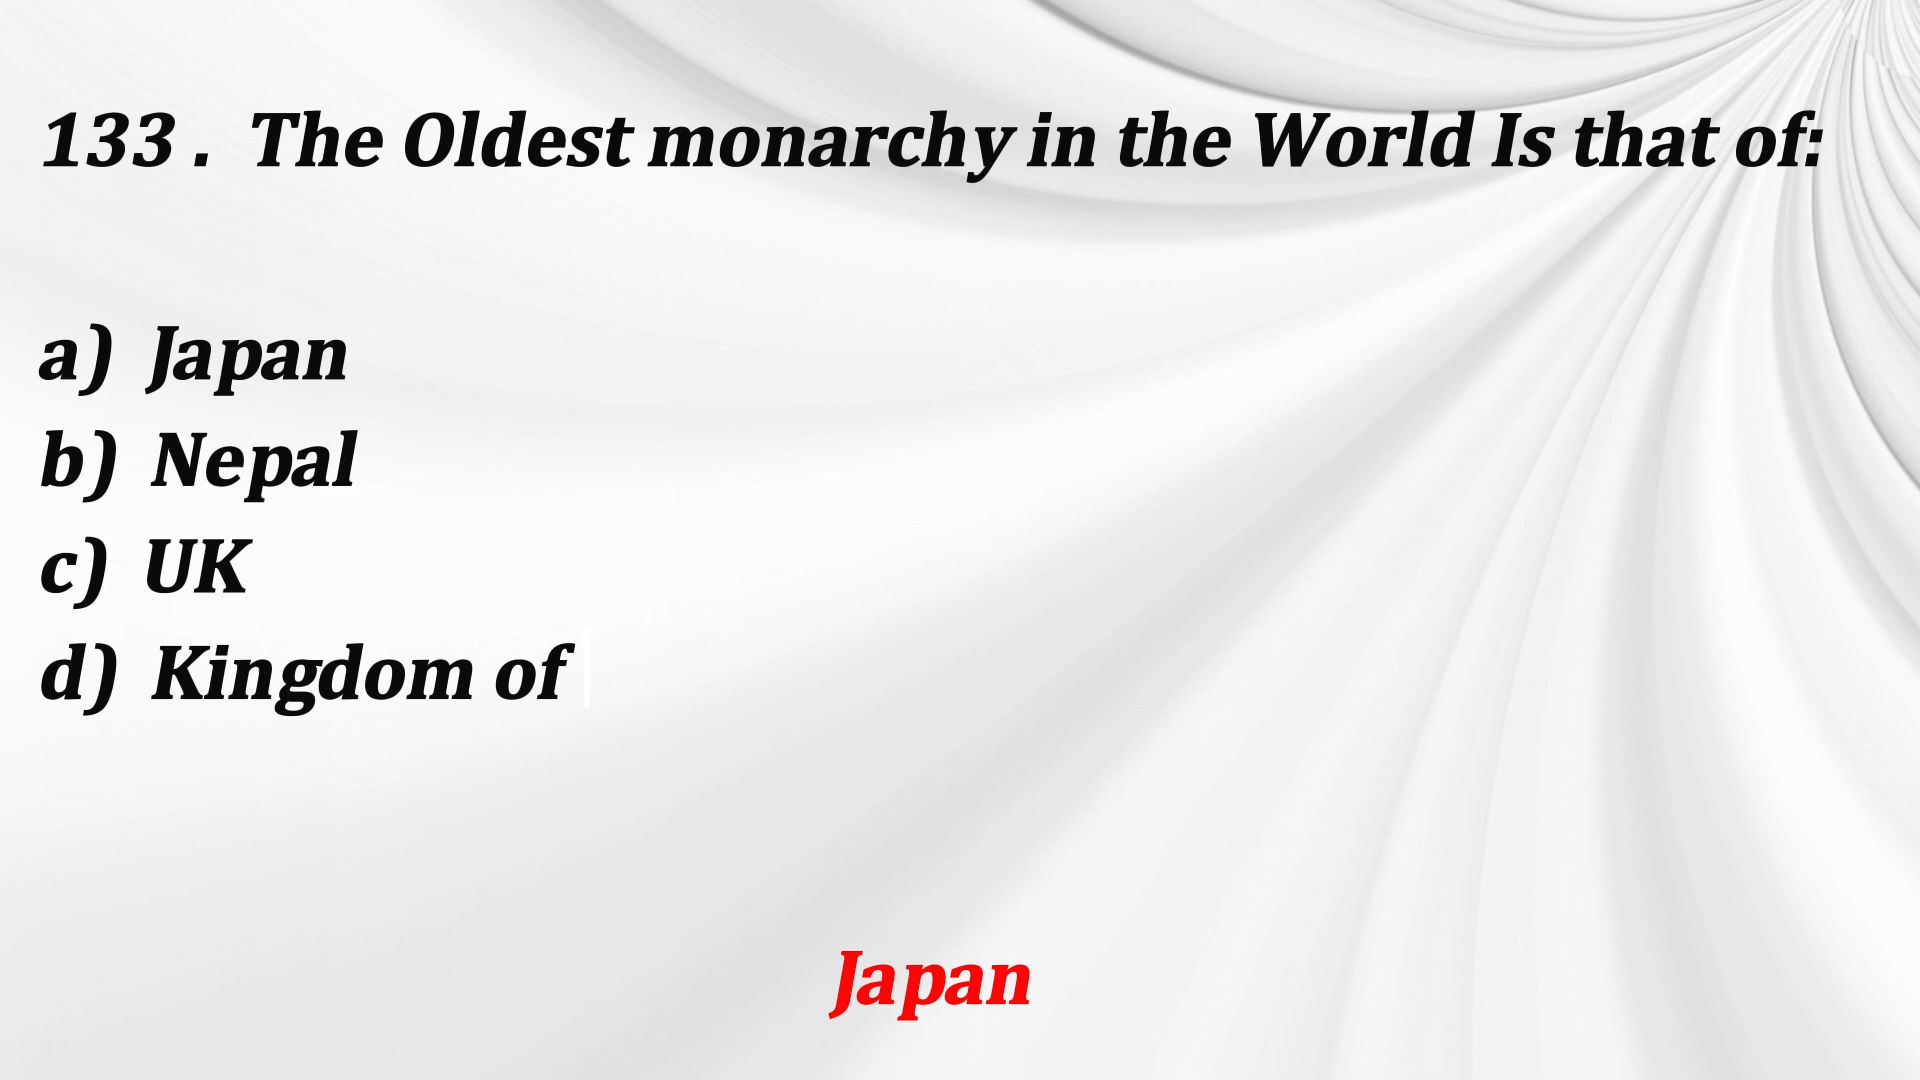 133 . The Oldest monarchy in the World Is that of:
a) Japan
b) Nepal
c) UK
d) Kingdom of
Japan